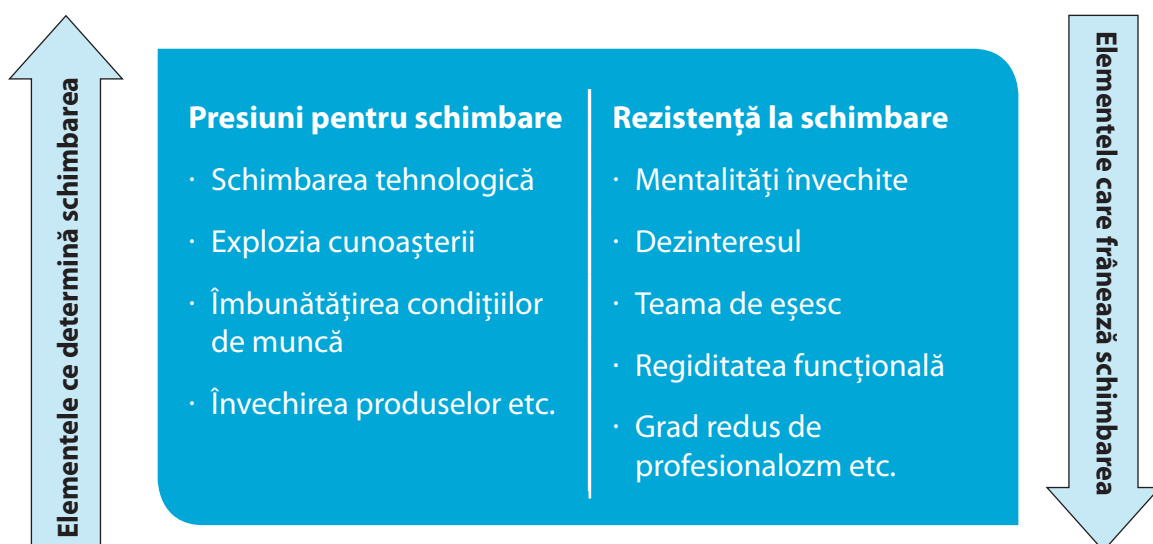 Elementele ce determină schimbarea
Presiuni pentru schimbare
· Schimbarea tehnologică
· Explozia cunoașterii
· Îmbunătățirea condițiilor
de muncă
· Învechirea produselor etc.
Rezistență la schimbare
· Mentalități învechite
· Dezinteresul
· Teama de eșesc
· Regiditatea funcțională
· Grad redus de
profesionalozm etc.
Elementele care frânează schimbarea